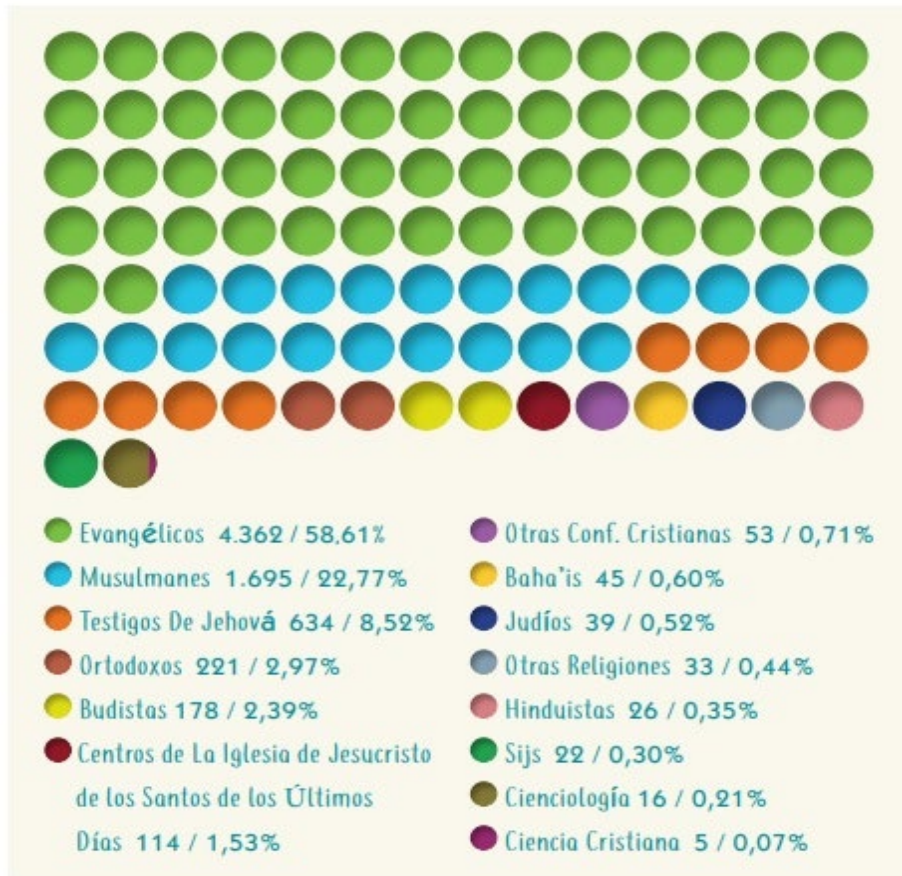 Evangélicos 4.362 / 58,61%
Musulmanes 1.695 / 22,77%
Testigos De Jehová 634 / 8,52%
Ortodoxos 221 / 2,97%
Budistas 178 / 2,39%
Centros de La Iglesia de Jesucristo
de los Santos de los Últimos
Días 114 / 1,53%
Otras Conf. Cristianas 53 / 0,71%
Baha'is 45 / 0,60%
Judíos 39 / 0,52%
Otras Religiones 33 / 0,44%
Hinduistas 26 / 0,35%
Sijs 22 / 0,30%
Cienciología 16 / 0,21%
Ciencia Cristiana 5 / 0,07%